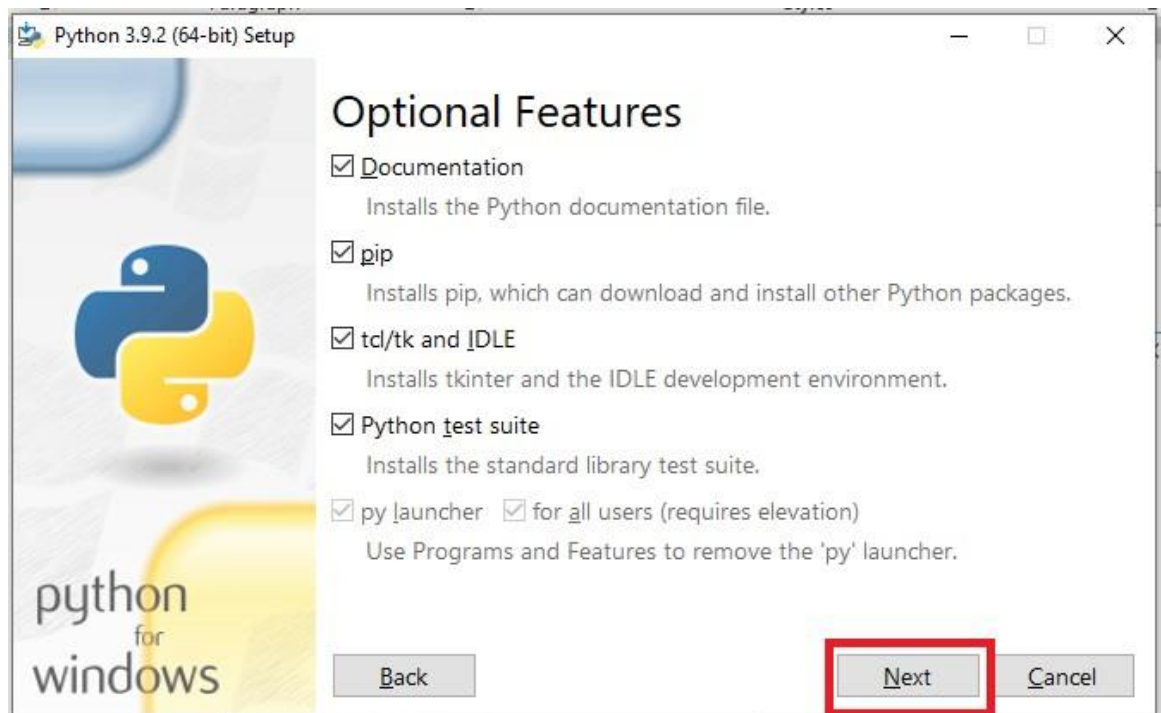 Python 3.9.2 (64-bit) Setup
Optional Features
Documentation
Installs the Python documentation file.
pip
Installs pip, which can download and install other Python packages.
tcl/tk and IDLE
Installs tkinter and the IDLE development environment.
Python test suite
Installs the standard library test suite.
py launcher for all users (requires elevation)
Use Programs and Features to remove the 'py' launcher.
python
for
windows
Back Next Cancel